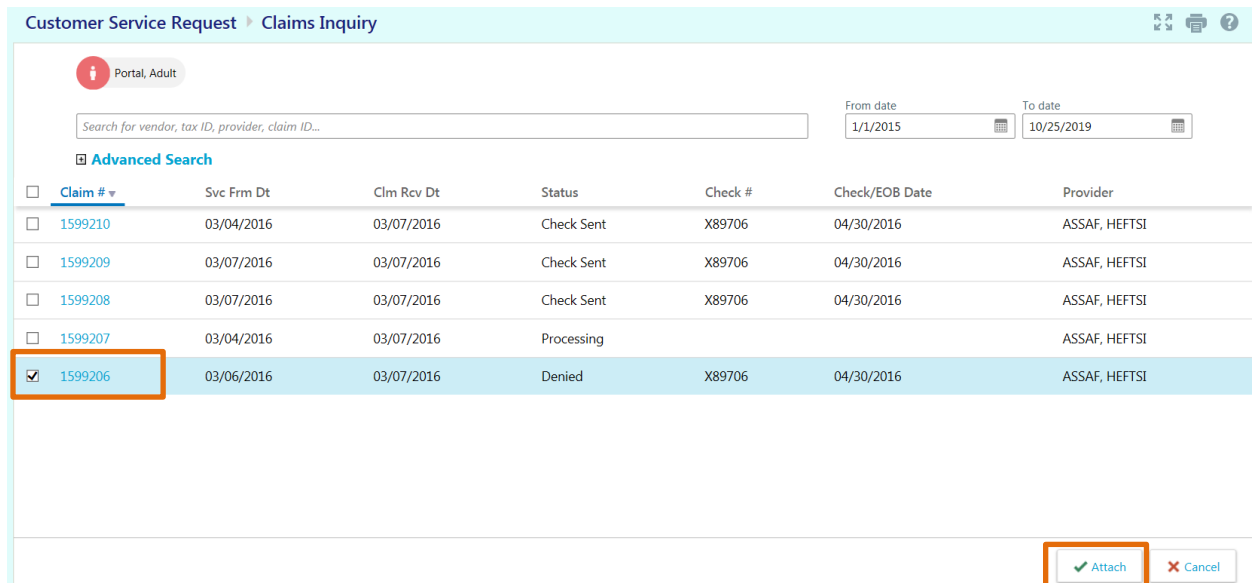 Customer Service Request Claims Inquiry
Portal, Adult
From date To date
Search for vendor, tax ID, provider, claim ID... 1/1/2015 10/25/2019
Advanced Search
Claim # Svc Frm Dt Clm Rcv Dt Status Check # Check/EOB Date Provider
1599210 03/04/2016 03/07/2016 Check Sent X89706 04/30/2016 ASSAF, HEFTSI
1599209 03/07/2016 03/07/2016 Check Sent X89706 04/30/2016 ASSAF, HEFTSI
1599208 03/07/2016 03/07/2016 Check Sent X89706 04/30/2016 ASSAF, HEFTSI
1599207 03/04/2016 03/07/2016 Processing ASSAF, HEFTSI
1599206 03/06/2016 03/07/2016 Denied X89706 04/30/2016 ASSAF, HEFTSI
Attach Cancel